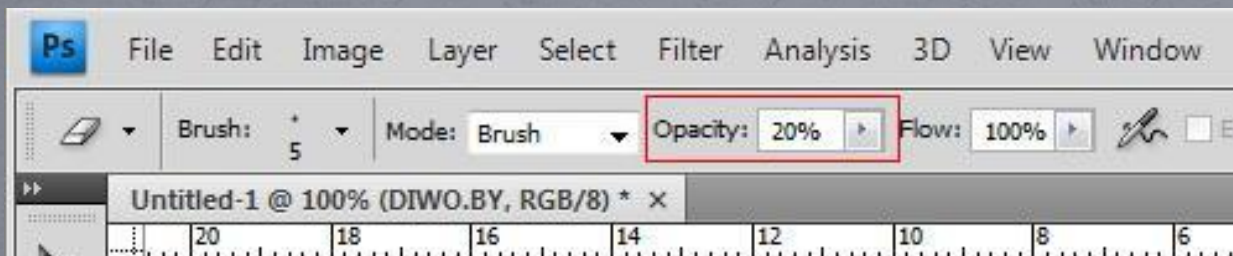 Ps File Edit Image Layer Select Filter Analysis 3D View Window
Brush: 5 Mode: Brush Opacity: 20% Flow: 100%
Untitled-1 @ 100% (DIWO.BY, RGB/8) * ×
20 18 16 14 12 10 8 6